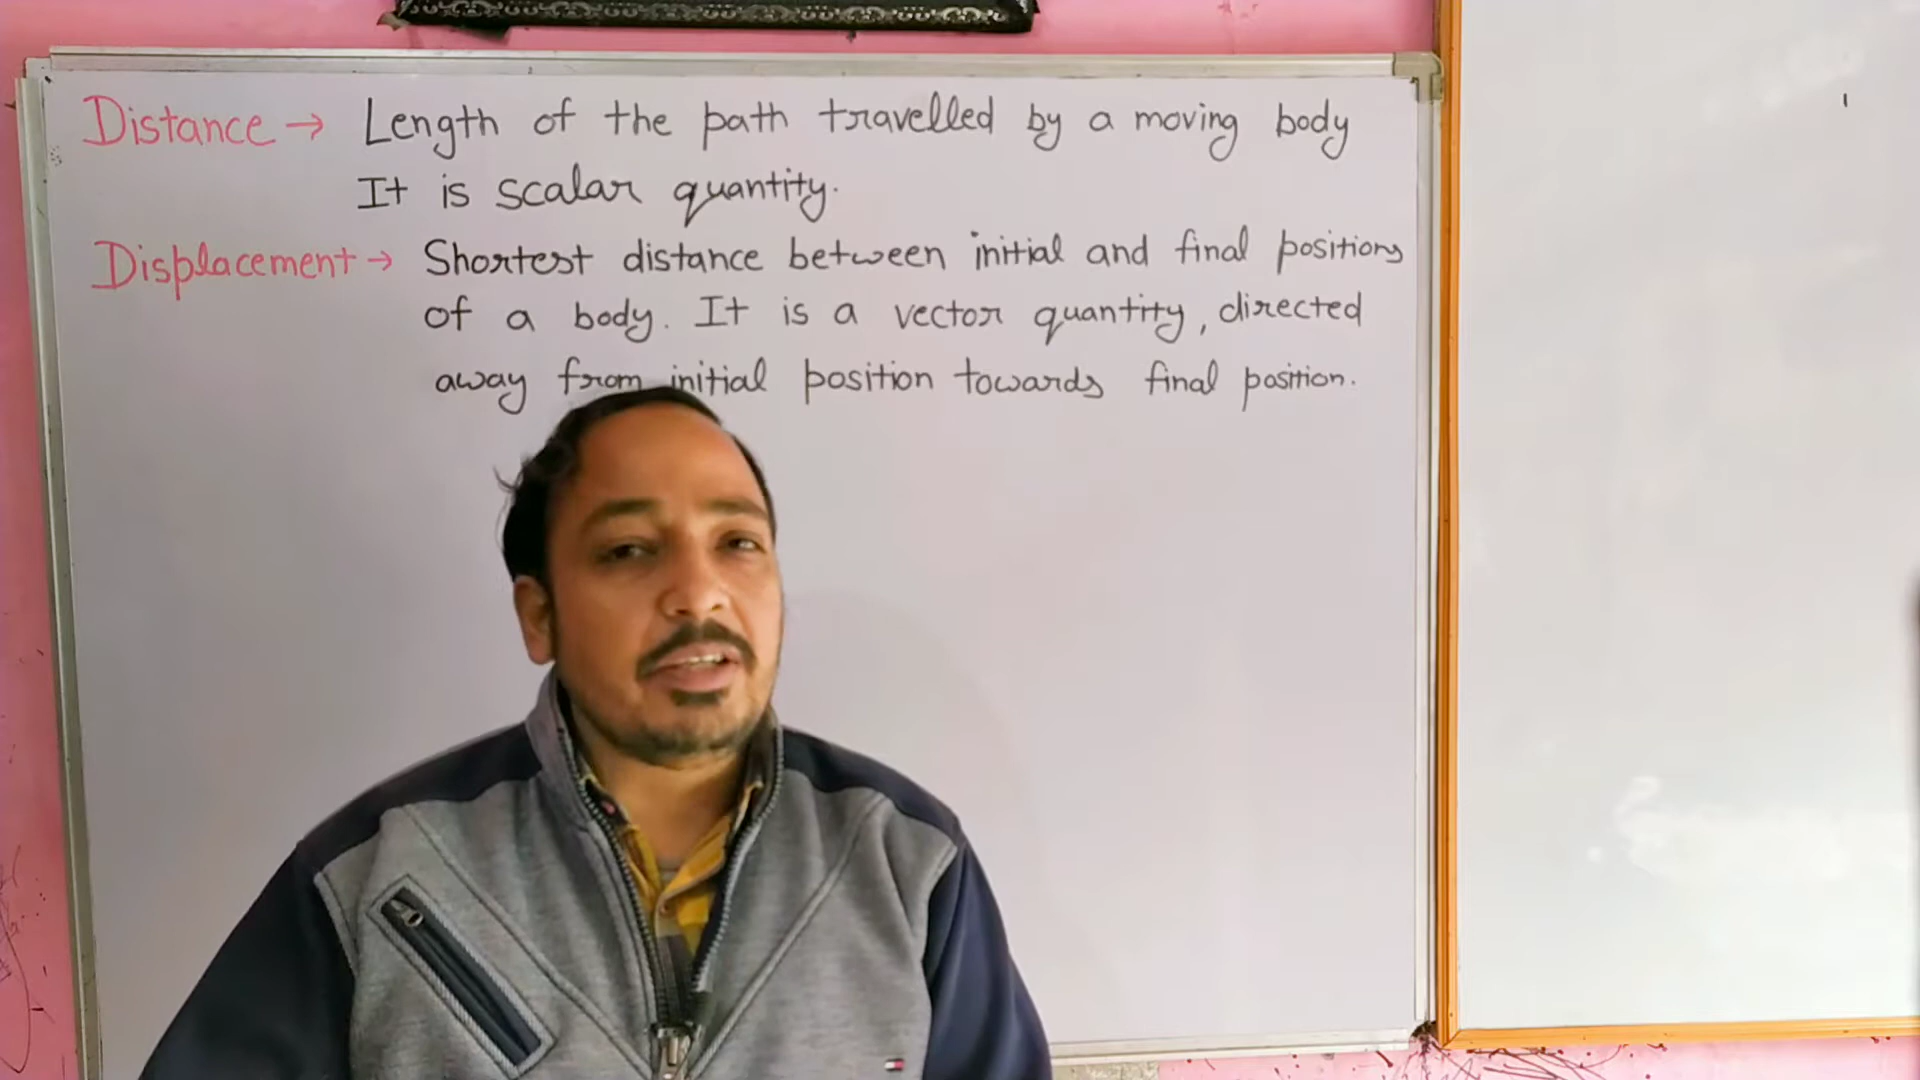 Distance → Length of the path travelled by a moving body
It is scalar quantity.
Displacement → Shortest distance between initial and final positions
of a body. It is a vector quantity, directed
away from initial position towards final position.